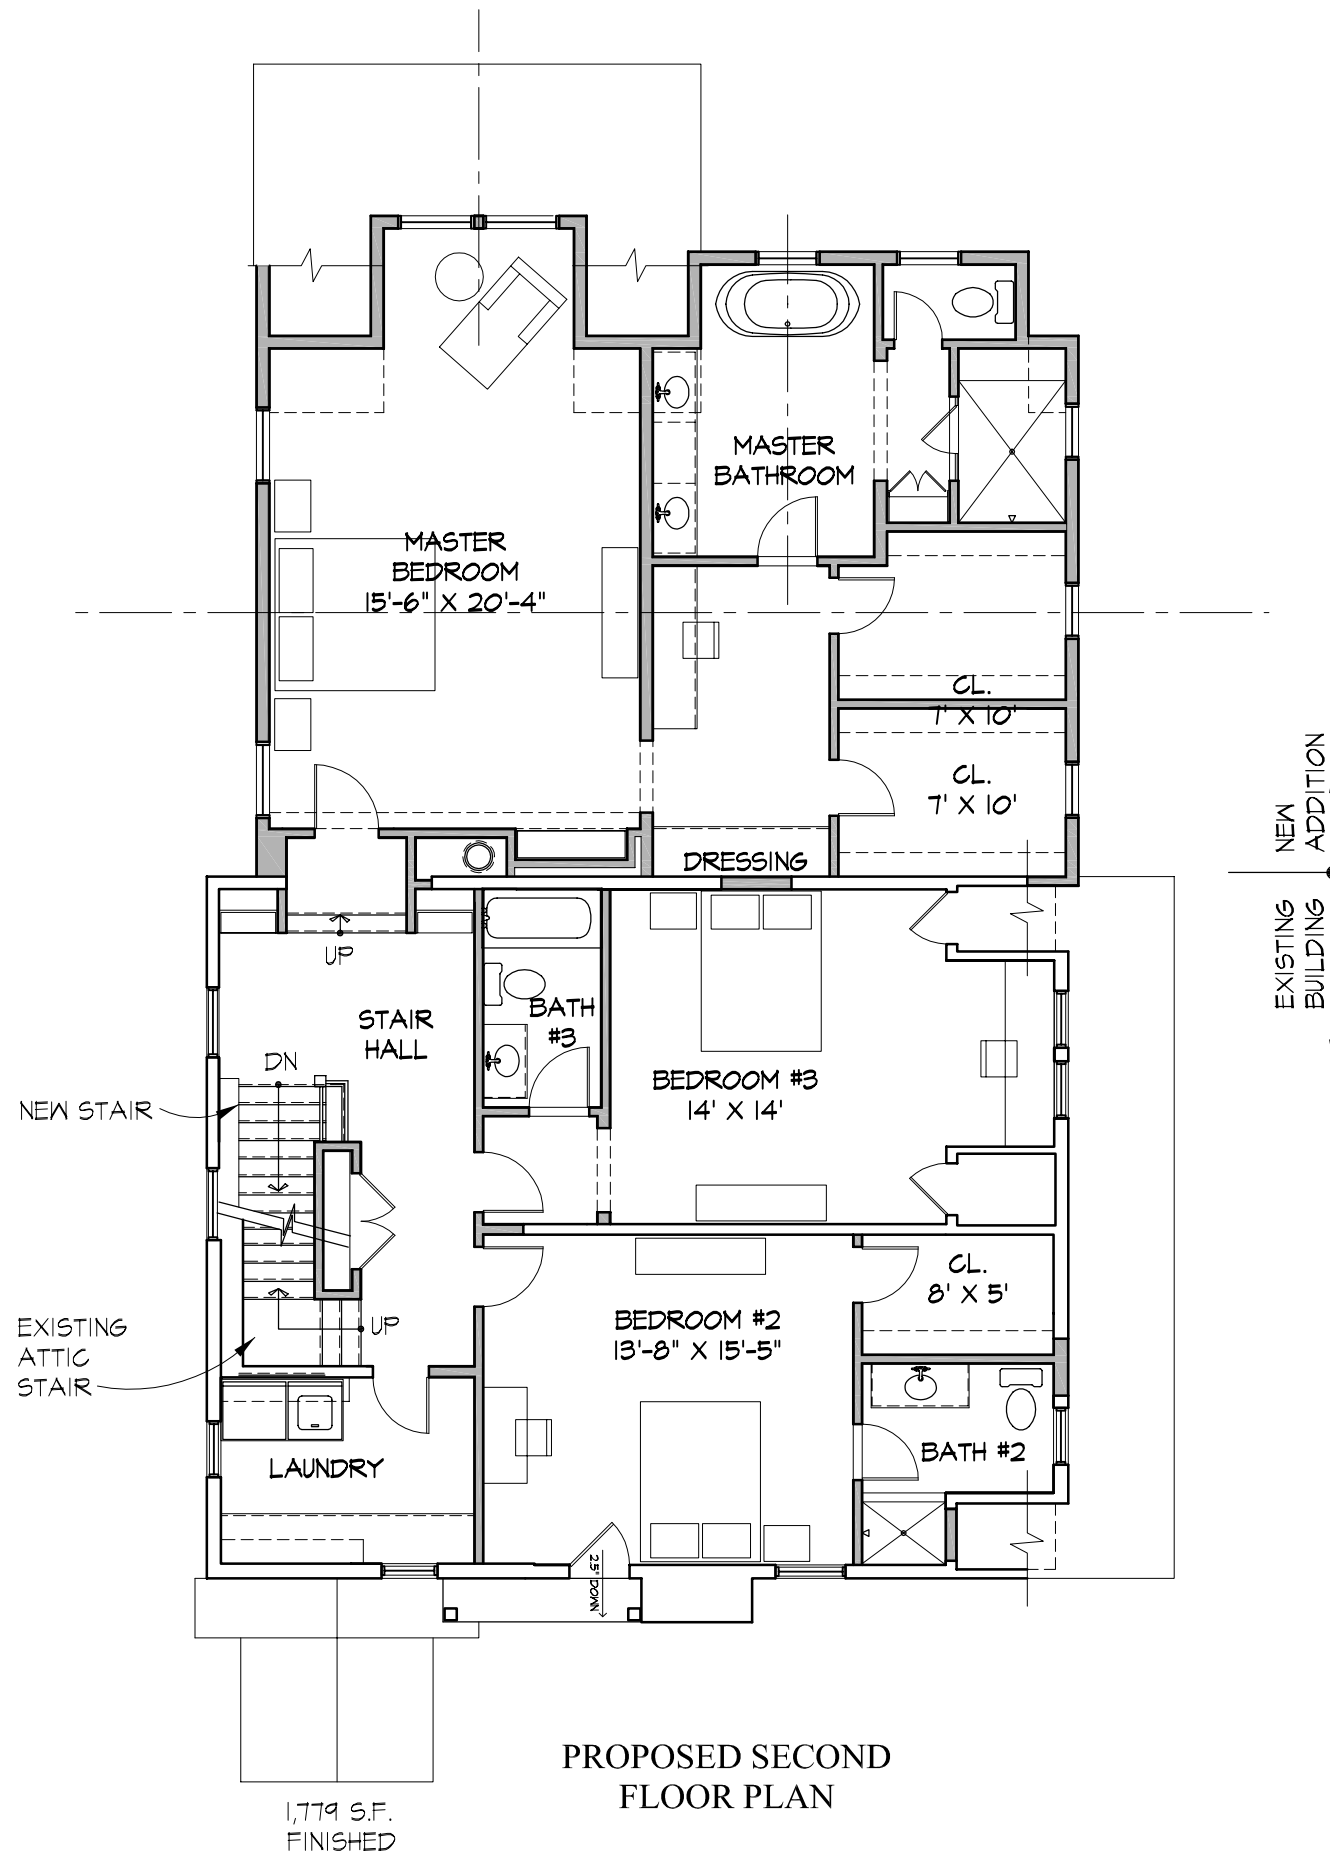 MASTER
BATHROOM
MASTER
BEDROOM
15'-6" X 20'-4"
CL.
7' X 10'
CL.
7' X 10'
DRESSING
NEW
ADDITION
EXISTING
BUILDING
UP
STAIR
HALL
BATH
#3
DN
BEDROOM #3
14' X 14'
NEW STAIR
CL.
8' X 5'
BEDROOM #2
13'-8" X 15'-5"
UP
EXISTING
ATTIC
STAIR
BATH #2
LAUNDRY
2.5" DOWN
PROPOSED SECOND
FLOOR PLAN
1,779 S.F.
FINISHED